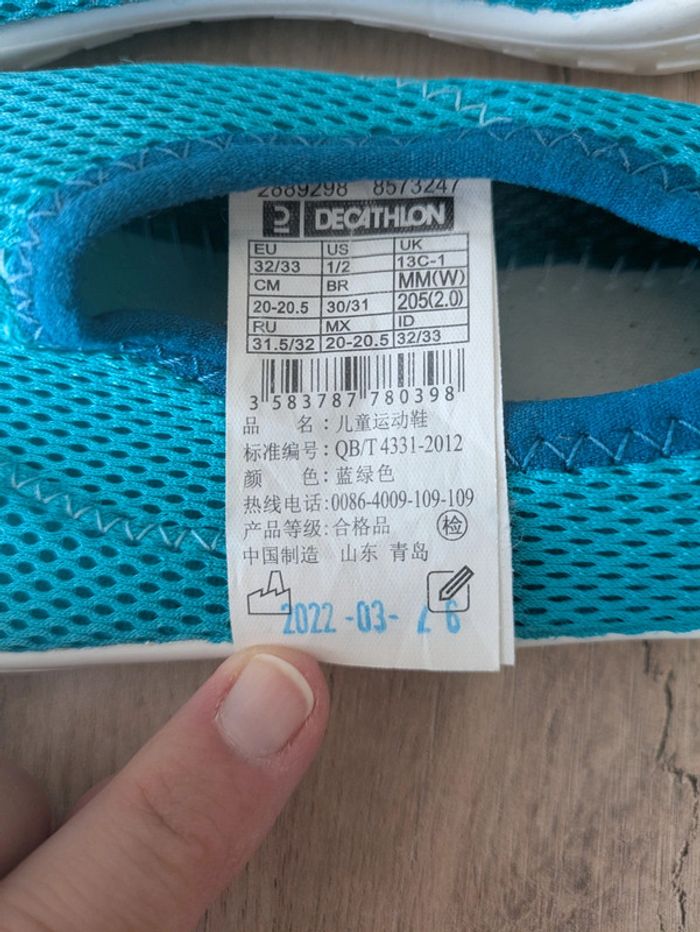 2889298 8573247
DECATHLON
EU US UK
32/33 1/2 13C-1
CM BR MM(W)
20-20.5 30/31 205(2.0)
RU MX ID
31.5/32 20-20.5 32/33
3 583787 780398
品 名：儿童运动鞋
标准编号：QB/T 4331-2012
颜 色：蓝绿色
热线电话:0086-4009-109-109
产品等级:合格品 检
中国制造 山东 青岛
2022-03-26